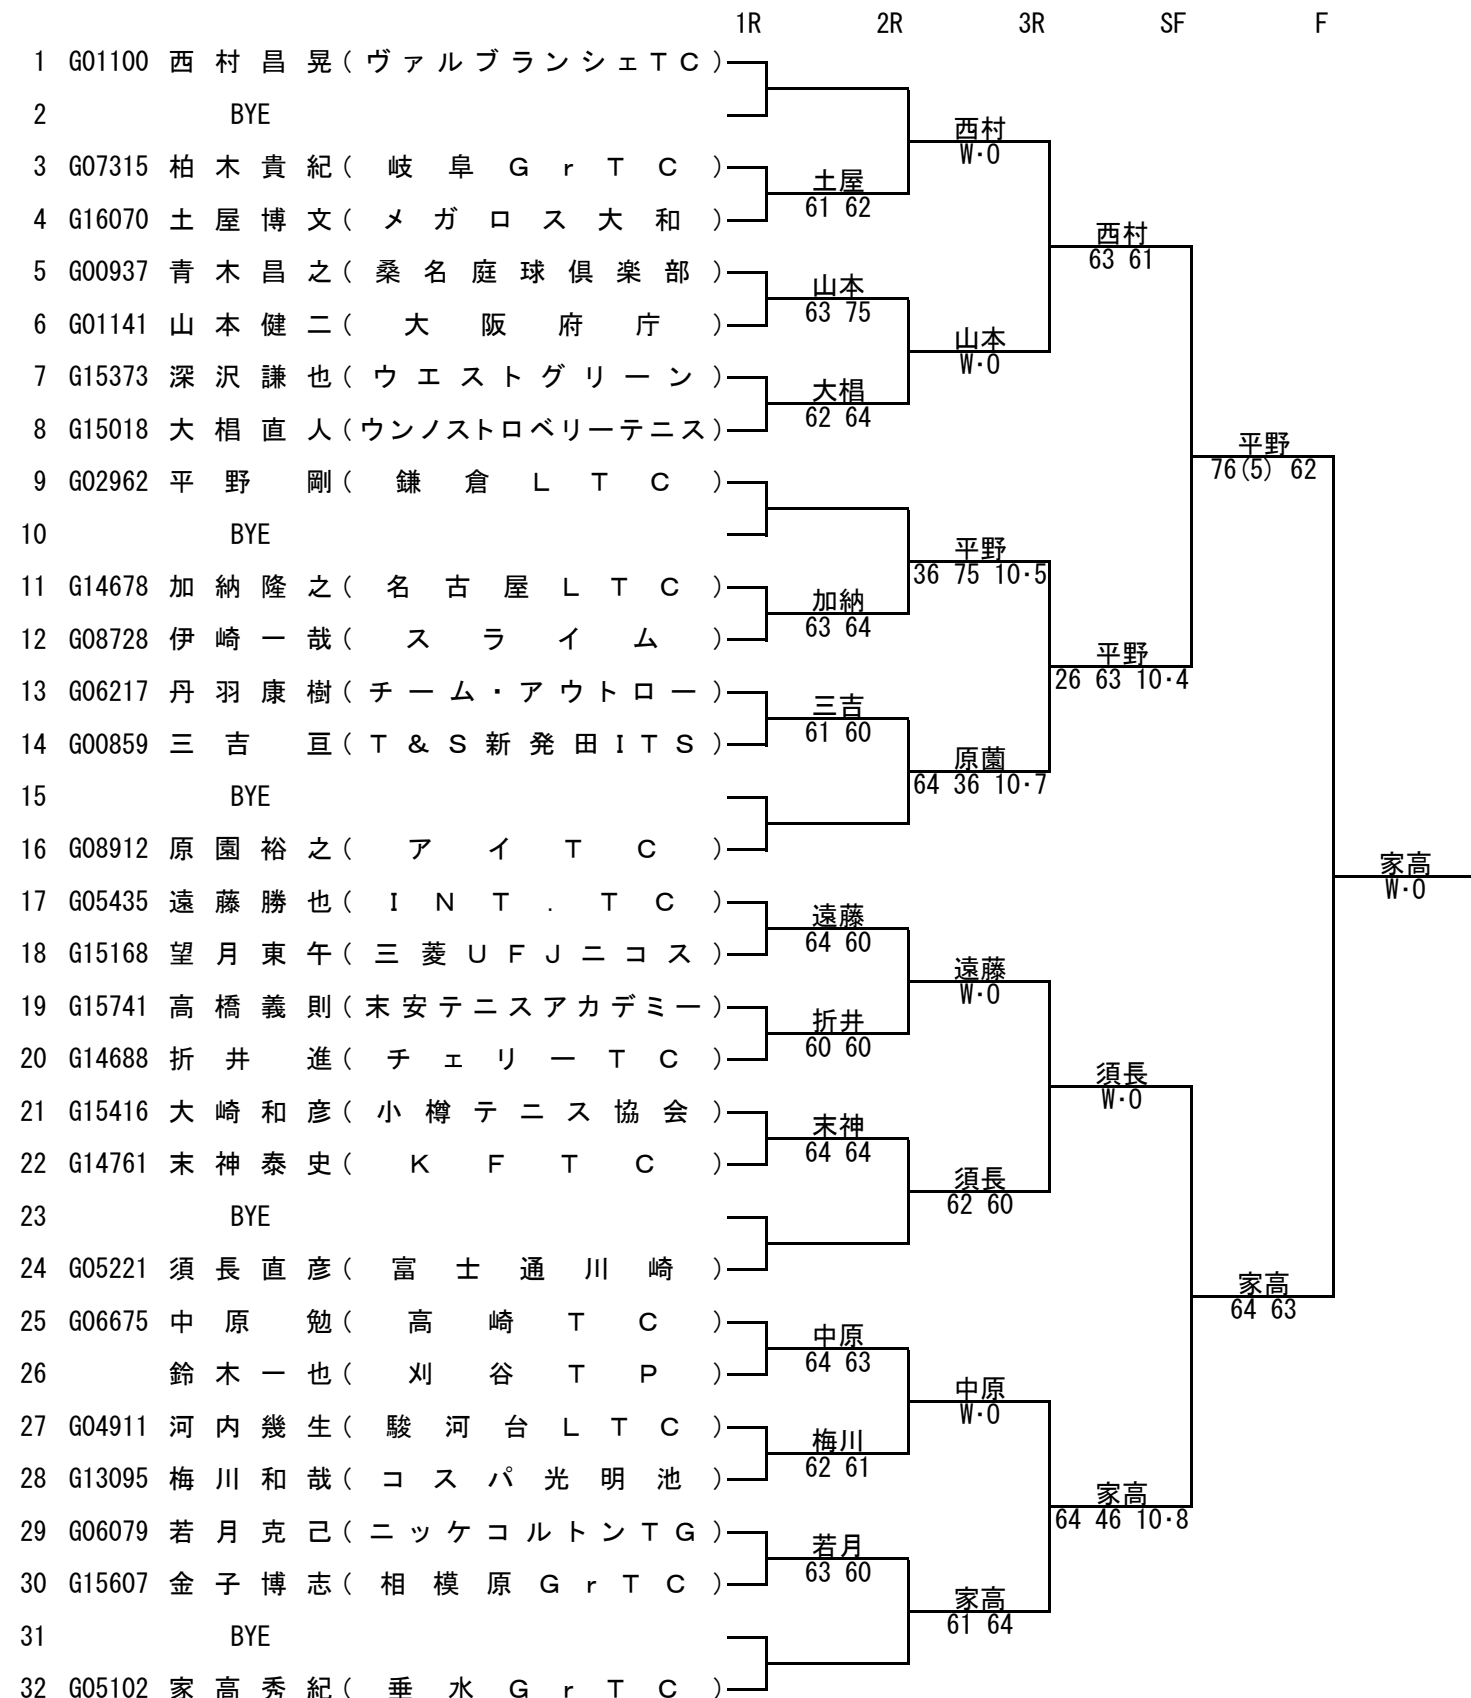 1R 2R 3R SF F
1 G01100 西村昌晃(ヴァルブランシェTC)
2 BYE
西村
W・O
3 G07315 柏木貴紀(岐阜GrTC)
土屋
61 62
4 G16070 土屋博文(メガロス大和)
西村
63 61
5 G00937 青木昌之(桑名庭球倶楽部)
山本
63 75
6 G01141 山本健二(大阪府庁)
山本
W・O
7 G15373 深沢謙也(ウエストグリーン)
大椙
62 64
8 G15018 大椙直人(ウンノストロベリーテニス)
平野
76(5) 62
9 G02962 平野剛(鎌倉LTC)
10 BYE
平野
36 75 10・5
11 G14678 加納隆之(名古屋LTC)
加納
63 64
12 G08728 伊崎一哉(スライム)
平野
26 63 10・4
13 G06217 丹羽康樹(チーム・アウトロー)
三吉
61 60
14 G00859 三吉亘(T&S新発田ITS)
原薗
64 36 10・7
15 BYE
16 G08912 原園裕之(アイTC)
家高
W・O
17 G05435 遠藤勝也(INT.TC)
遠藤
64 60
18 G15168 望月東午(三菱UFJニコス)
遠藤
W・O
19 G15741 高橋義則(末安テニスアカデミー)
折井
60 60
20 G14688 折井進(チェリーTC)
須長
W・O
21 G15416 大崎和彦(小樽テニス協会)
末神
64 64
22 G14761 末神泰史(KFTC)
須長
62 60
23 BYE
24 G05221 須長直彦(富士通川崎)
家高
64 63
25 G06675 中原勉(高崎TC)
中原
64 63
26 鈴木一也(刈谷TP)
中原
W・O
27 G04911 河内幾生(駿河台LTC)
梅川
62 61
28 G13095 梅川和哉(コスパ光明池)
家高
64 46 10・8
29 G06079 若月克己(ニッケコルトンTG)
若月
63 60
30 G15607 金子博志(相模原GrTC)
家高
61 64
31 BYE
32 G05102 家高秀紀(垂水GrTC)